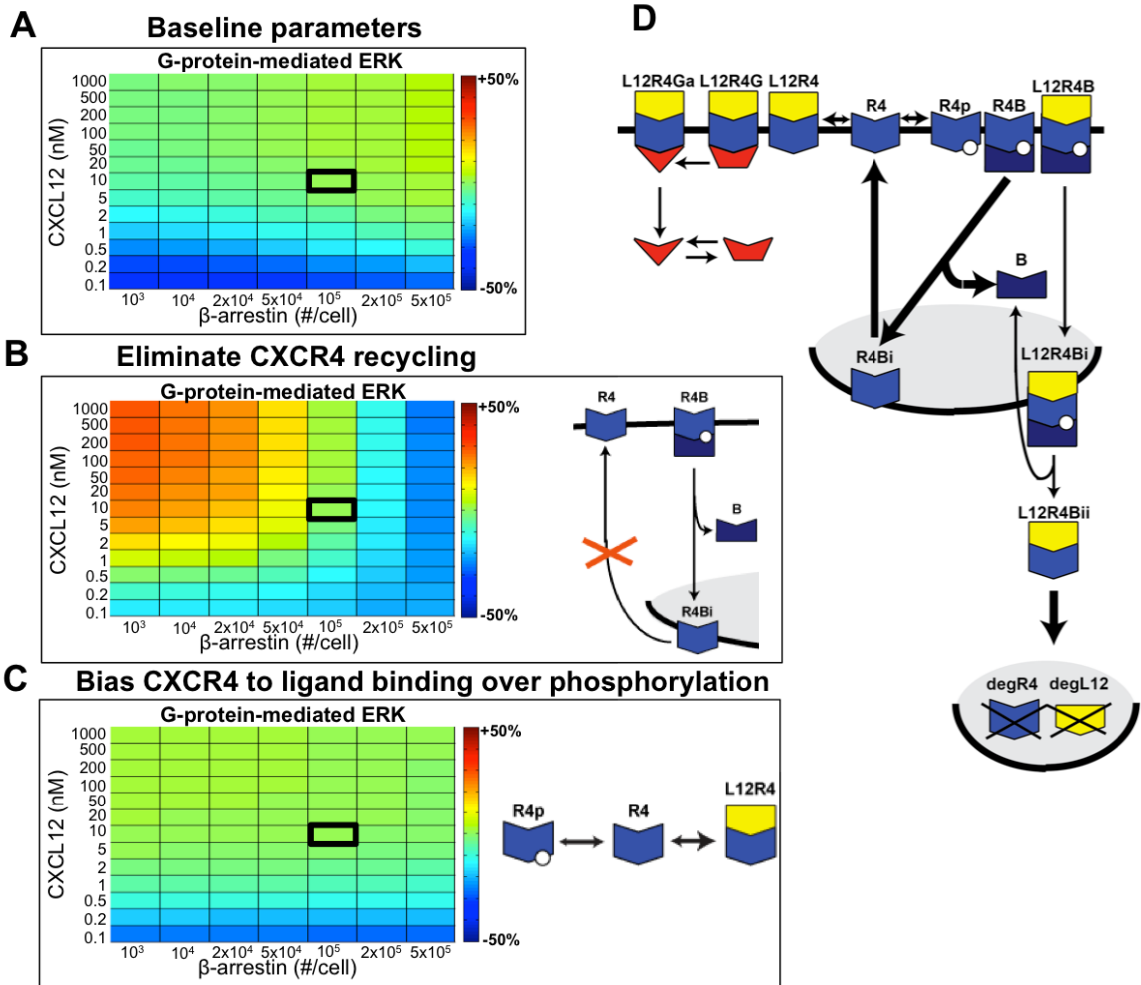 A
Baseline parameters
G-protein-mediated ERK
CXCL12 (nM)
1000
500
200
100
50
20
10
5
2
1
0.5
0.2
0.1
10³ 10⁴ 2x10⁴ 5x10⁴ 10⁵ 2x10⁵ 5x10⁵
β-arrestin (#/cell)
+50%
-50%
B
Eliminate CXCR4 recycling
G-protein-mediated ERK
CXCL12 (nM)
1000
500
200
100
50
20
10
5
2
1
0.5
0.2
0.1
10³ 10⁴ 2x10⁴ 5x10⁴ 10⁵ 2x10⁵ 5x10⁵
β-arrestin (#/cell)
+50%
-50%
R4 R4B
B
R4Bi
C
Bias CXCR4 to ligand binding over phosphorylation
G-protein-mediated ERK
CXCL12 (nM)
1000
500
200
100
50
20
10
5
2
1
0.5
0.2
0.1
10³ 10⁴ 2x10⁴ 5x10⁴ 10⁵ 2x10⁵ 5x10⁵
β-arrestin (#/cell)
+50%
-50%
R4p R4 L12R4
D
L12R4Ga L12R4G L12R4 R4 R4p R4B L12R4B
B
R4Bi L12R4Bi
L12R4Bii
degR4 degL12